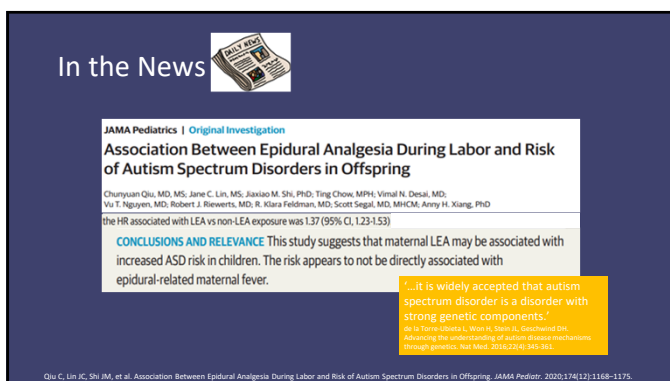 In the News
DAILY NEWS
JAMA Pediatrics | Original Investigation
Association Between Epidural Analgesia During Labor and Risk
of Autism Spectrum Disorders in Offspring
Chunyuan Qiu, MD, MS; Jane C. Lin, MS; Jiaxiao M. Shi, PhD; Ting Chow, MPH; Vimal N. Desai, MD;
Vu T. Nguyen, MD; Robert J. Riewerts, MD; R. Klara Feldman, MD; Scott Segal, MD, MHCM; Anny H. Xiang, PhD
the HR associated with LEA vs non-LEA exposure was 1.37 (95% CI, 1.23-1.53)
CONCLUSIONS AND RELEVANCE This study suggests that maternal LEA may be associated with
increased ASD risk in children. The risk appears to not be directly associated with
epidural-related maternal fever.
'...it is widely accepted that autism
spectrum disorder is a disorder with
strong genetic components.'
de la Torre-Ubieta L, Won H, Stein JL, Geschwind DH.
Advancing the understanding of autism disease mechanisms
through genetics. Nat Med. 2016;22(4):345-361.
Qiu C, Lin JC, Shi JM, et al. Association Between Epidural Analgesia During Labor and Risk of Autism Spectrum Disorders in Offspring. JAMA Pediatr. 2020;174(12):1168–1175.